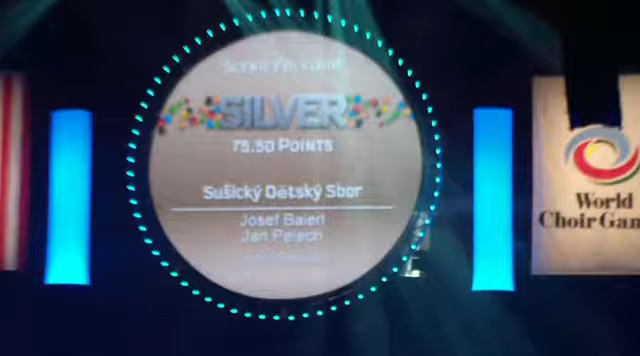 SILVER
75.50 POINTS
Sušický Dětský Sbor
Josef Baierl
Jan Pelech
World
Choir Gam